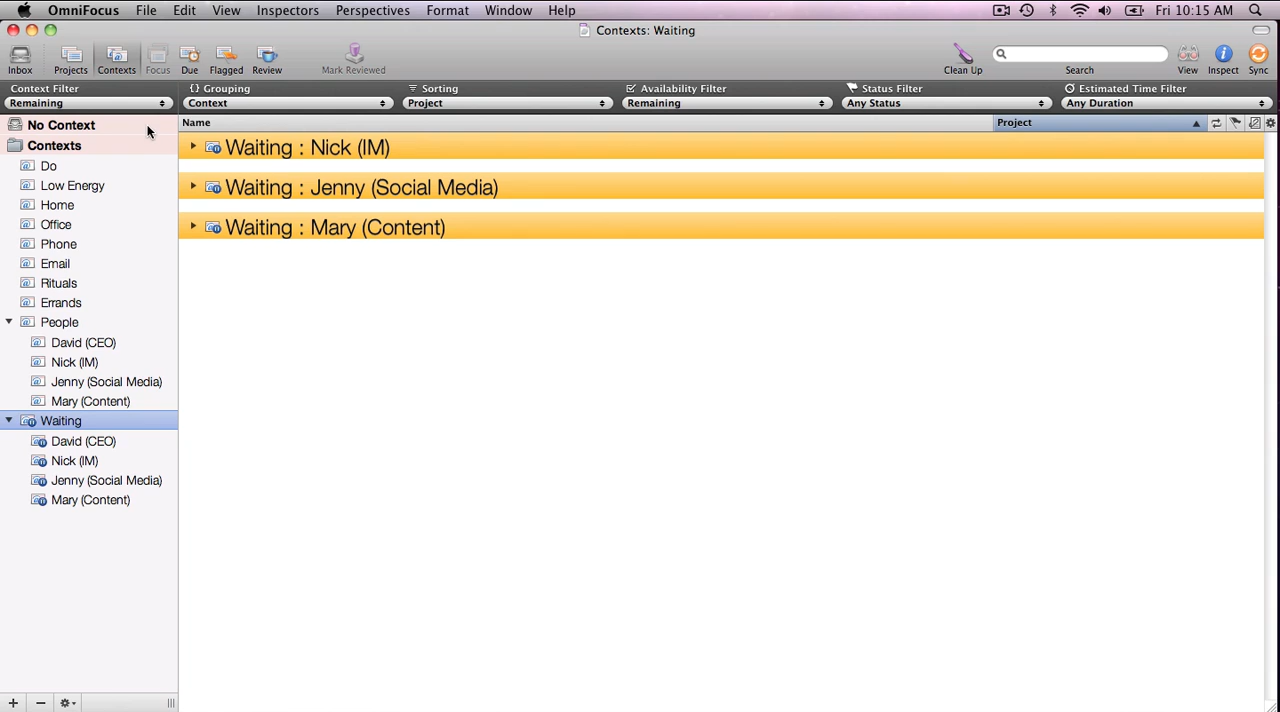 OmniFocus File Edit View Inspectors Perspectives Format Window Help Fri 10:15 AM
Contexts: Waiting
Inbox Projects Contexts Focus Due Flagged Review Mark Reviewed Clean Up Search View Inspect Sync
Context Filter Grouping Sorting Availability Filter Status Filter Estimated Time Filter
Remaining Context Project Remaining Any Status Any Duration
No Context
Contexts
Do
Low Energy
Home
Office
Phone
Email
Rituals
Errands
People
David (CEO)
Nick (IM)
Jenny (Social Media)
Mary (Content)
Waiting
David (CEO)
Nick (IM)
Jenny (Social Media)
Mary (Content)
Name Project
Waiting : Nick (IM)
Waiting : Jenny (Social Media)
Waiting : Mary (Content)